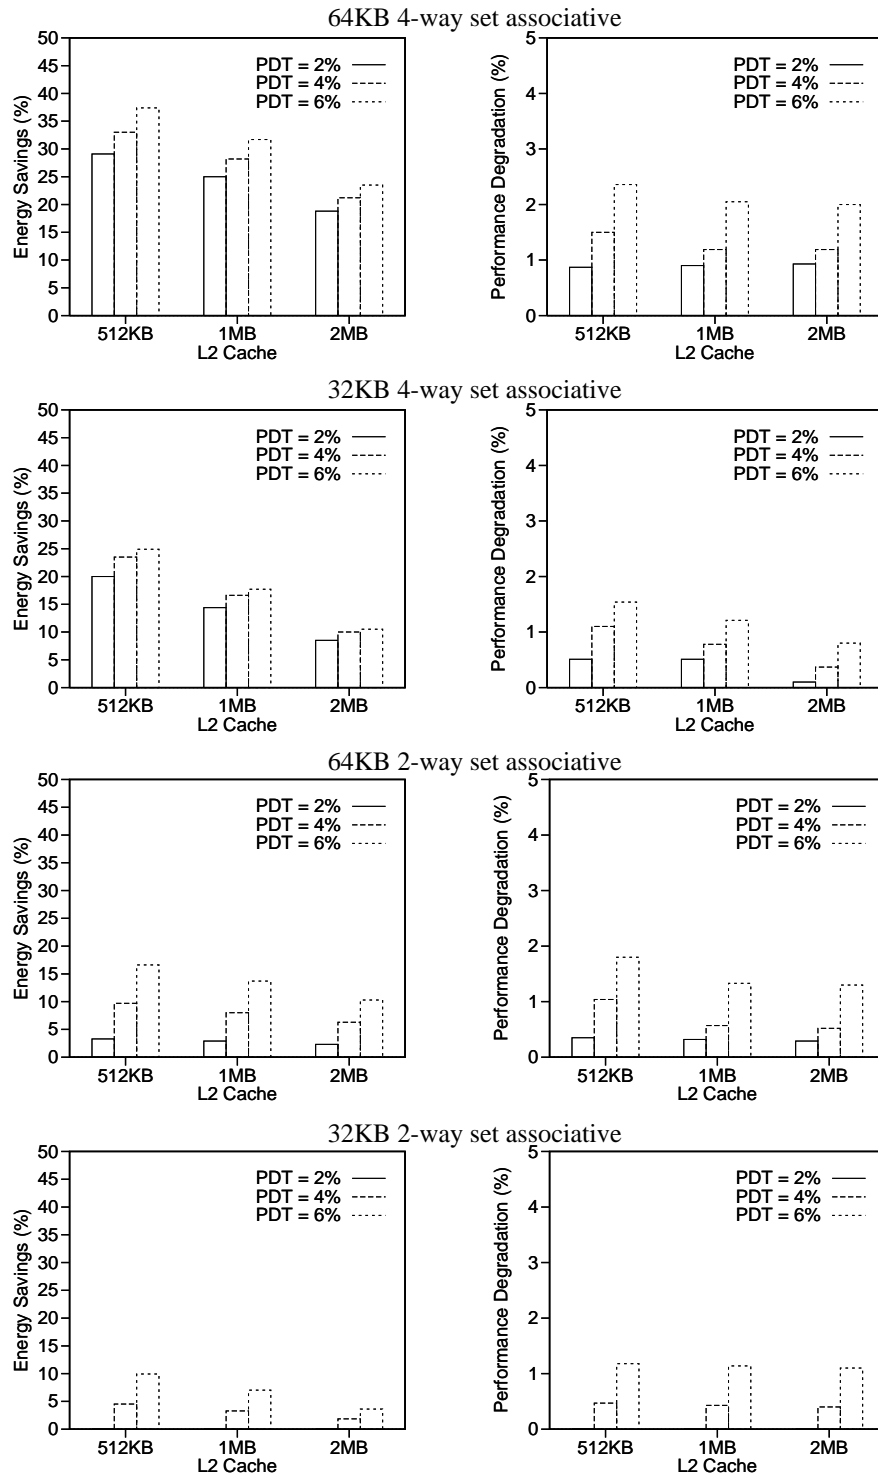 64KB 4-way set associative
50
45
40
35
30
25
20
15
10
5
0
Energy Savings (%)
PDT = 2%
PDT = 4%
PDT = 6%
512KB 1MB 2MB
L2 Cache
5
4
3
2
1
0
Performance Degradation (%)
PDT = 2%
PDT = 4%
PDT = 6%
512KB 1MB 2MB
L2 Cache
32KB 4-way set associative
50
45
40
35
30
25
20
15
10
5
0
Energy Savings (%)
PDT = 2%
PDT = 4%
PDT = 6%
512KB 1MB 2MB
L2 Cache
5
4
3
2
1
0
Performance Degradation (%)
PDT = 2%
PDT = 4%
PDT = 6%
512KB 1MB 2MB
L2 Cache
64KB 2-way set associative
50
45
40
35
30
25
20
15
10
5
0
Energy Savings (%)
PDT = 2%
PDT = 4%
PDT = 6%
512KB 1MB 2MB
L2 Cache
5
4
3
2
1
0
Performance Degradation (%)
PDT = 2%
PDT = 4%
PDT = 6%
512KB 1MB 2MB
L2 Cache
32KB 2-way set associative
50
45
40
35
30
25
20
15
10
5
0
Energy Savings (%)
PDT = 2%
PDT = 4%
PDT = 6%
512KB 1MB 2MB
L2 Cache
5
4
3
2
1
0
Performance Degradation (%)
PDT = 2%
PDT = 4%
PDT = 6%
512KB 1MB 2MB
L2 Cache